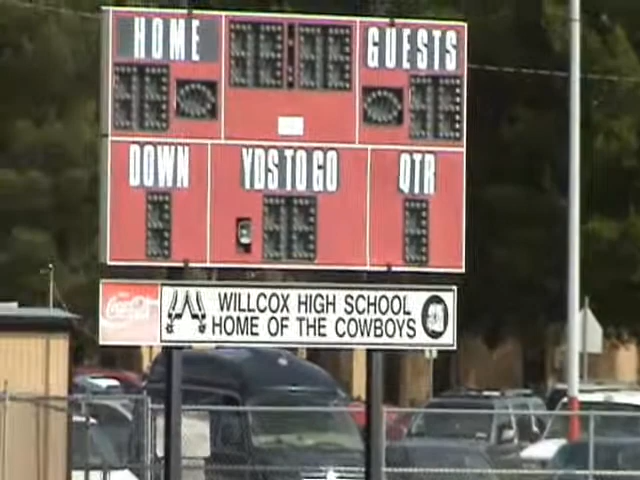 HOME
GUESTS
DOWN
YDS TO GO
QTR
Coca-Cola
WILLCOX HIGH SCHOOL
HOME OF THE COWBOYS